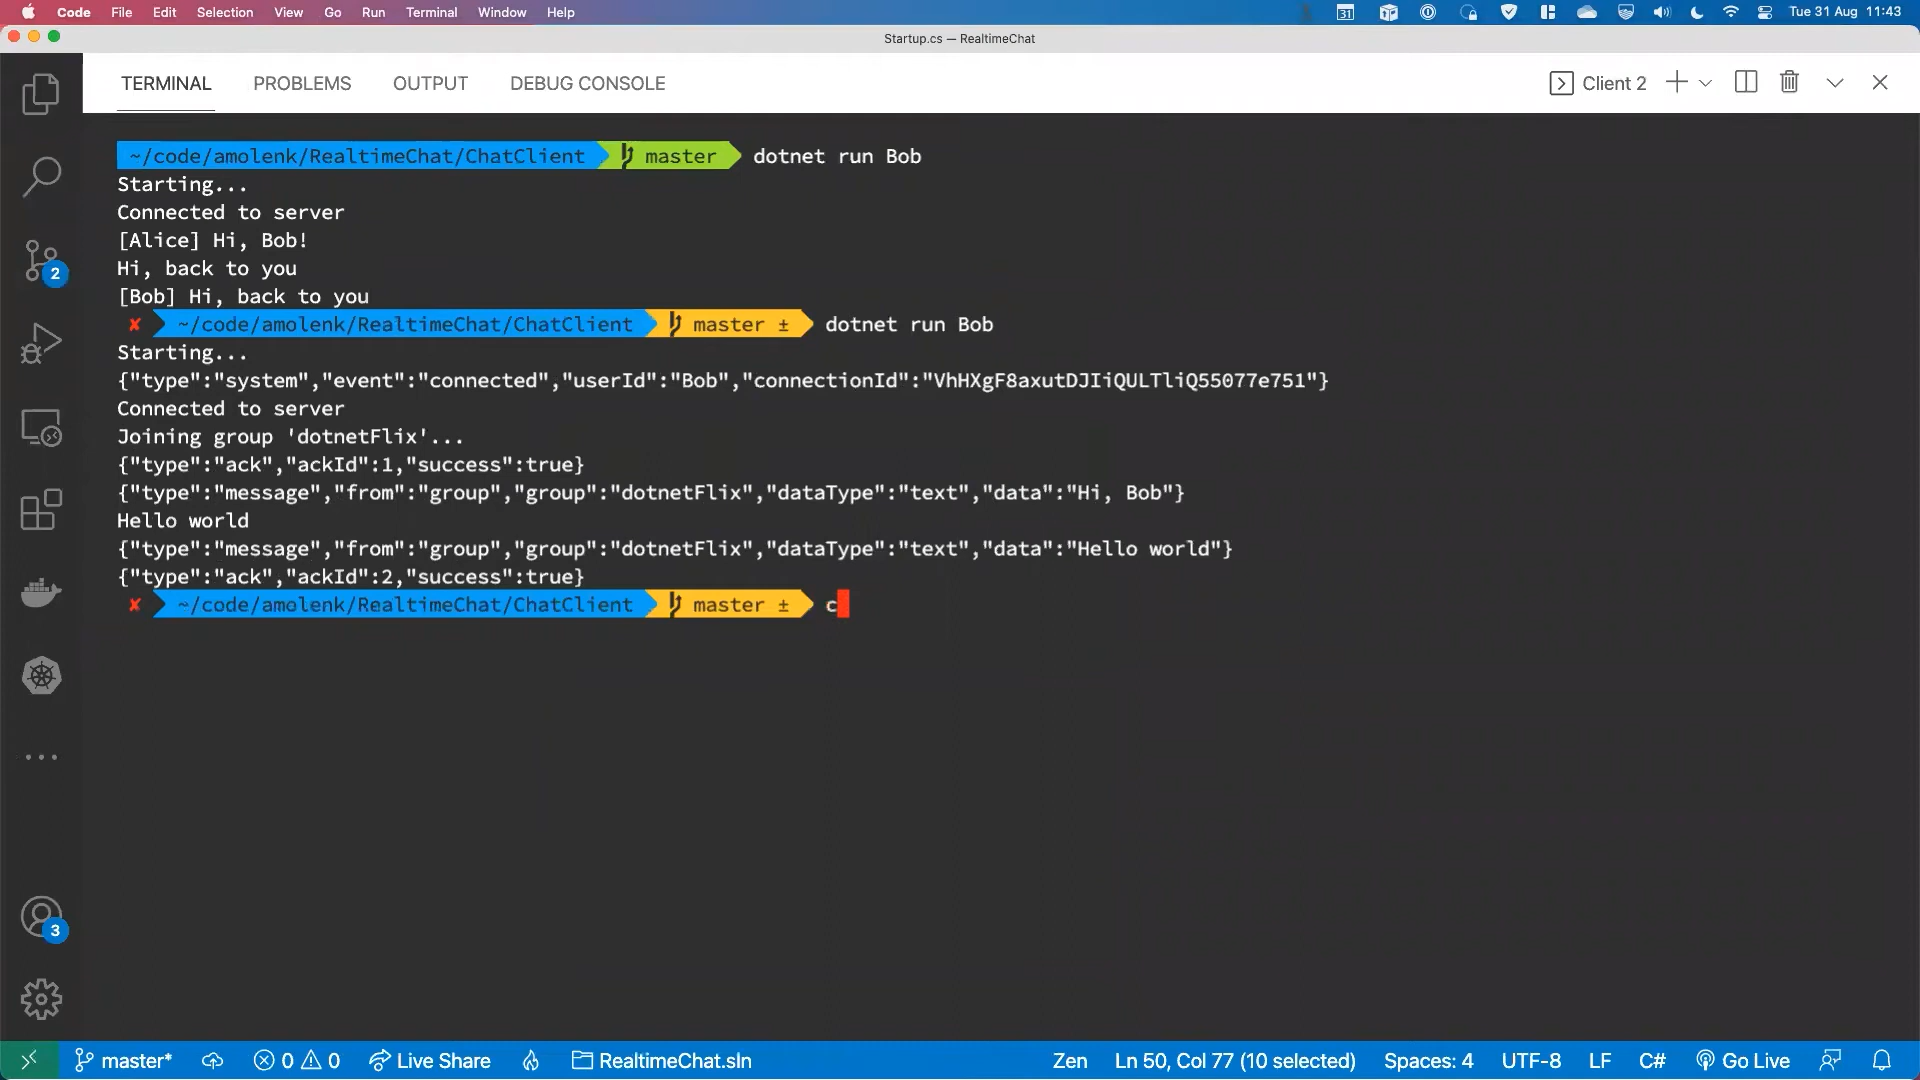 Code File Edit Selection View Go Run Terminal Window Help
31 Tue 31 Aug 11:43
Startup.cs — RealtimeChat
TERMINAL PROBLEMS OUTPUT DEBUG CONSOLE Client 2
~/code/amolenk/RealtimeChat/ChatClient master dotnet run Bob
Starting...
Connected to server
[Alice] Hi, Bob!
Hi, back to you
[Bob] Hi, back to you
✘ ~/code/amolenk/RealtimeChat/ChatClient master ± dotnet run Bob
Starting...
{"type":"system","event":"connected","userId":"Bob","connectionId":"VhHXgF8axutDJIiQULTliQ55077e751"}
Connected to server
Joining group 'dotnetFlix'...
{"type":"ack","ackId":1,"success":true}
{"type":"message","from":"group","group":"dotnetFlix","dataType":"text","data":"Hi, Bob"}
Hello world
{"type":"message","from":"group","group":"dotnetFlix","dataType":"text","data":"Hello world"}
{"type":"ack","ackId":2,"success":true}
✘ ~/code/amolenk/RealtimeChat/ChatClient master ± c
2
3
master* 0 0 Live Share RealtimeChat.sln Zen Ln 50, Col 77 (10 selected) Spaces: 4 UTF-8 LF C# Go Live